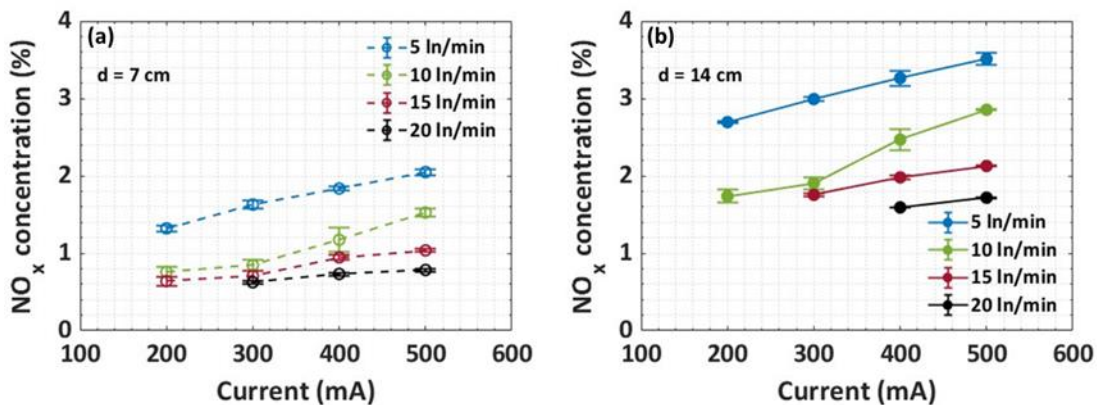 (a)
d = 7 cm
5 ln/min
10 ln/min
15 ln/min
20 ln/min
NOx concentration (%)
4
3
2
1
0
100 200 300 400 500 600
Current (mA)
(b)
d = 14 cm
NOx concentration (%)
4
3
2
1
0
5 ln/min
10 ln/min
15 ln/min
20 ln/min
100 200 300 400 500 600
Current (mA)